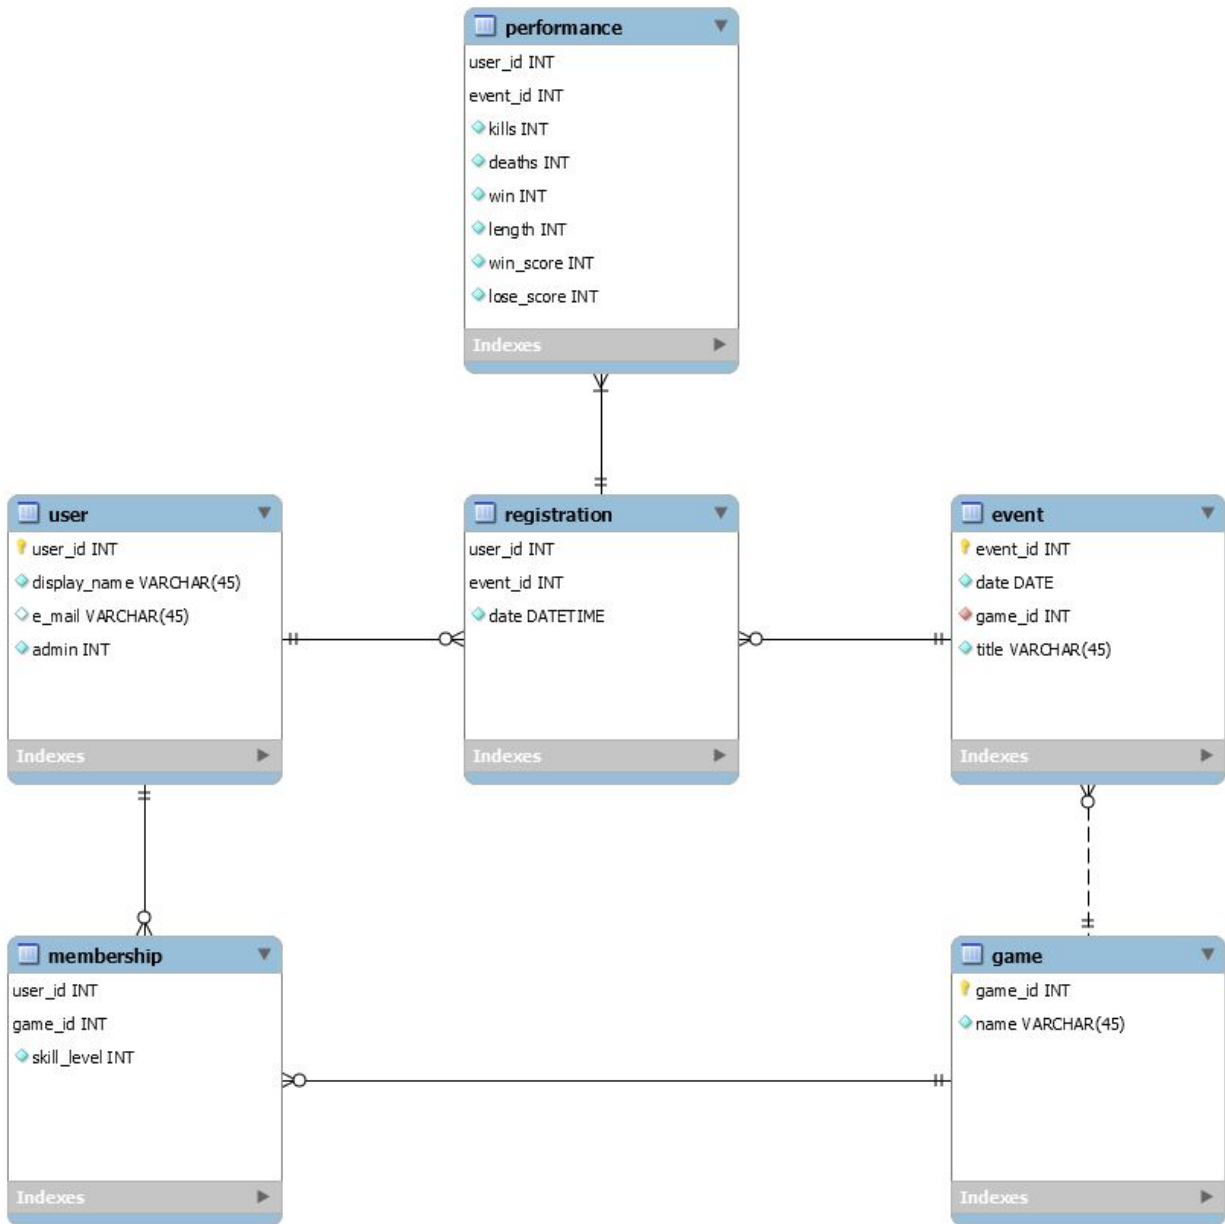 performance
user_id INT
event_id INT
kills INT
deaths INT
win INT
length INT
win_score INT
lose_score INT
Indexes
user
user_id INT
display_name VARCHAR(45)
e_mail VARCHAR(45)
admin INT
Indexes
registration
user_id INT
event_id INT
date DATETIME
Indexes
event
event_id INT
date DATE
game_id INT
title VARCHAR(45)
Indexes
membership
user_id INT
game_id INT
skill_level INT
Indexes
game
game_id INT
name VARCHAR(45)
Indexes